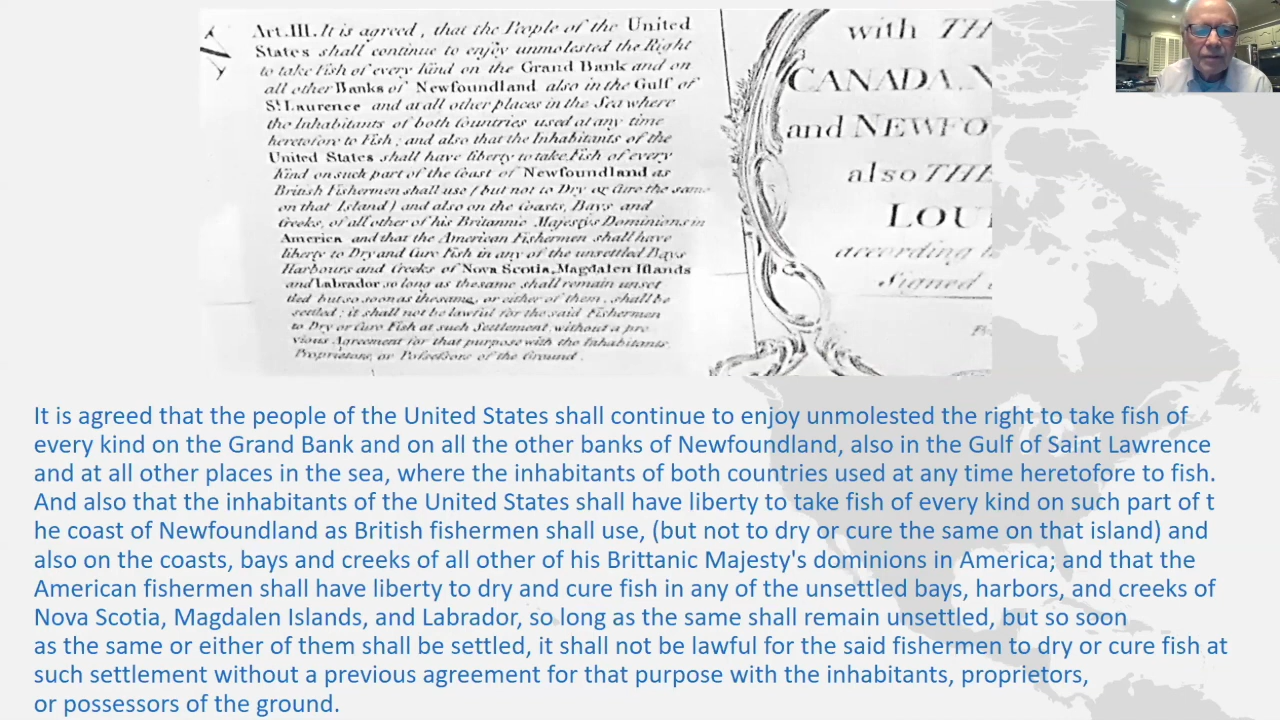 Art.III. It is agreed, that the People of the United
States shall continue to enjoy unmolested the Right
to take Fish of every kind on the Grand Bank and on
all other Banks of Newfoundland also in the Gulf of
St. Laurence and at all other places in the Sea where
the Inhabitants of both Countries used at any time
heretofore to Fish; and also that the Inhabitants of the
United States shall have liberty to take Fish of every
Kind on such part of the Coast of Newfoundland as
British Fishermen shall use (but not to Dry or Cure the same
on that Island) and also on the Coasts, Bays and
Creeks, of all other of his Britannic Majestys Dominions in
America and that the American Fishermen shall have
liberty to Dry and Cure Fish in any of the unsettled Bays
Harbours and Creeks of Nova Scotia, Magdalen Islands
and Labrador so long as the same shall remain unset
tled but so soon as the same, or either of them, shall be
settled; it shall not be lawful for the said Fishermen
to Dry or Cure Fish at such Settlement, without a pre
vious Agreement for that purpose with the Inhabitants
Proprietors, or Possessors of the Ground.
with TH
CANADA, N
and NEWFO
also THE
LOU
according t
Signed
It is agreed that the people of the United States shall continue to enjoy unmolested the right to take fish of
every kind on the Grand Bank and on all the other banks of Newfoundland, also in the Gulf of Saint Lawrence
and at all other places in the sea, where the inhabitants of both countries used at any time heretofore to fish.
And also that the inhabitants of the United States shall have liberty to take fish of every kind on such part of t
he coast of Newfoundland as British fishermen shall use, (but not to dry or cure the same on that island) and
also on the coasts, bays and creeks of all other of his Brittanic Majesty's dominions in America; and that the
American fishermen shall have liberty to dry and cure fish in any of the unsettled bays, harbors, and creeks of
Nova Scotia, Magdalen Islands, and Labrador, so long as the same shall remain unsettled, but so soon
as the same or either of them shall be settled, it shall not be lawful for the said fishermen to dry or cure fish at
such settlement without a previous agreement for that purpose with the inhabitants, proprietors,
or possessors of the ground.